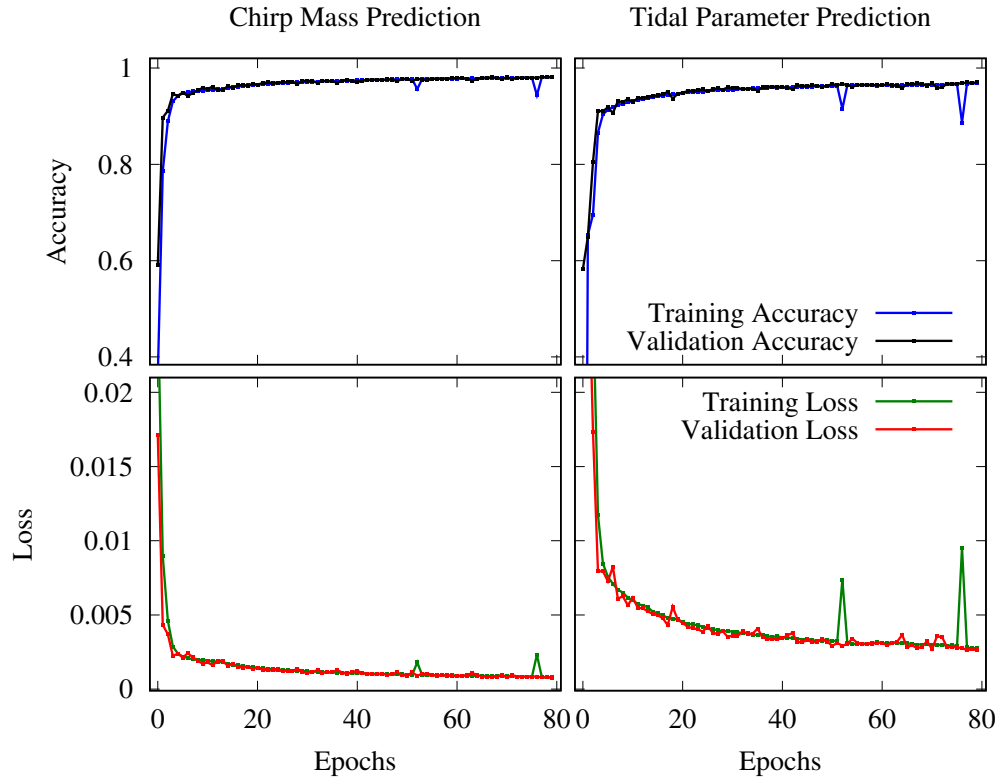 Chirp Mass Prediction
Tidal Parameter Prediction
1
0.8
0.6
0.4
Accuracy
Training Accuracy
Validation Accuracy
0.02
0.015
0.01
0.005
0
Loss
Training Loss
Validation Loss
0 20 40 60 80
0 20 40 60 80
Epochs
Epochs